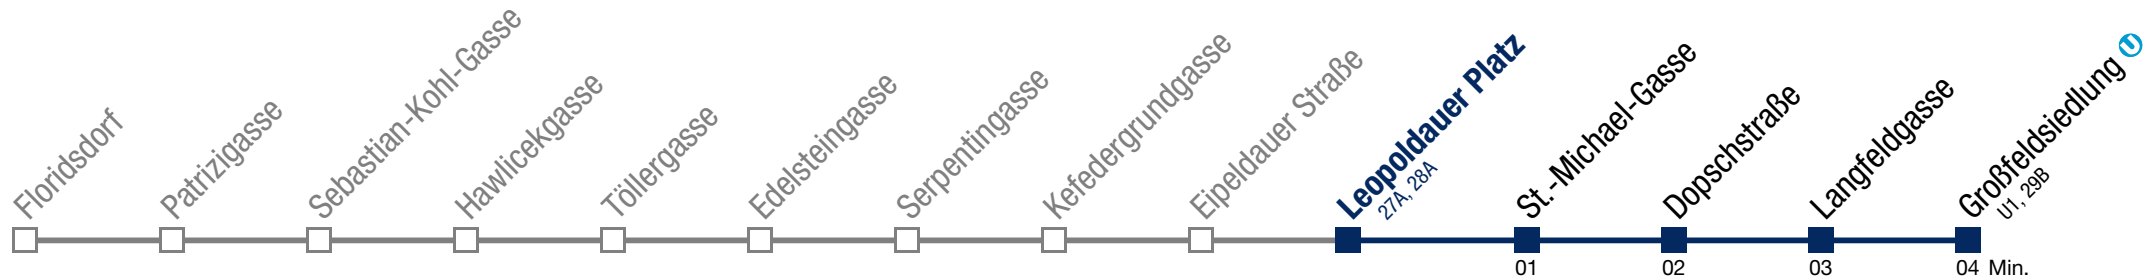 Floridsdorf
Patrizigasse
Sebastian-Kohl-Gasse
Hawlicekgasse
Töllergasse
Edelsteingasse
Serpentingasse
Kefedergrundgasse
Eipeldauer Straße
Leopoldauer Platz
27A, 28A
St.-Michael-Gasse
Dopschstraße
Langfeldgasse
Großfeldsiedlung U
U1, 29B
01 02 03 04 Min.